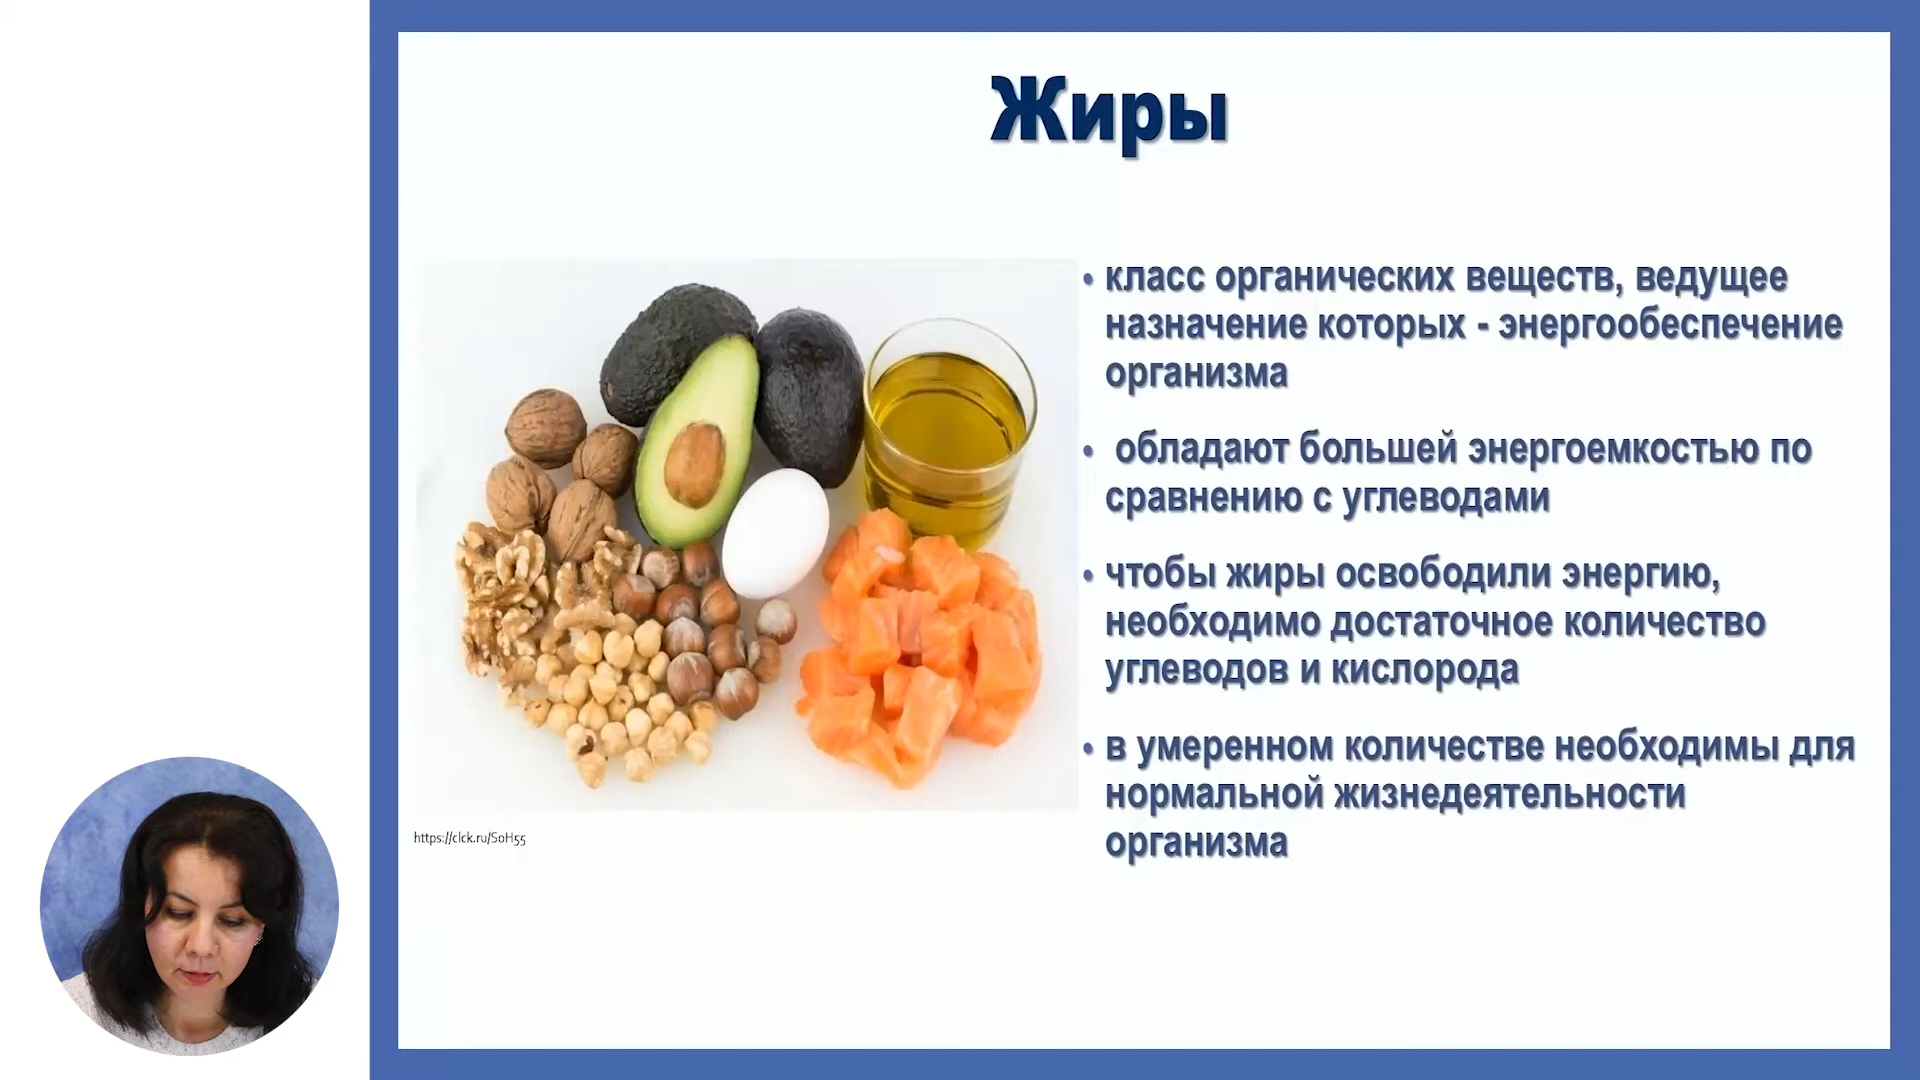 Жиры
• класс органических веществ, ведущее
назначение которых - энергообеспечение
организма
• обладают большей энергоемкостью по
сравнению с углеводами
• чтобы жиры освободили энергию,
необходимо достаточное количество
углеводов и кислорода
• в умеренном количестве необходимы для
нормальной жизнедеятельности
организма
https://clck.ru/SoH55